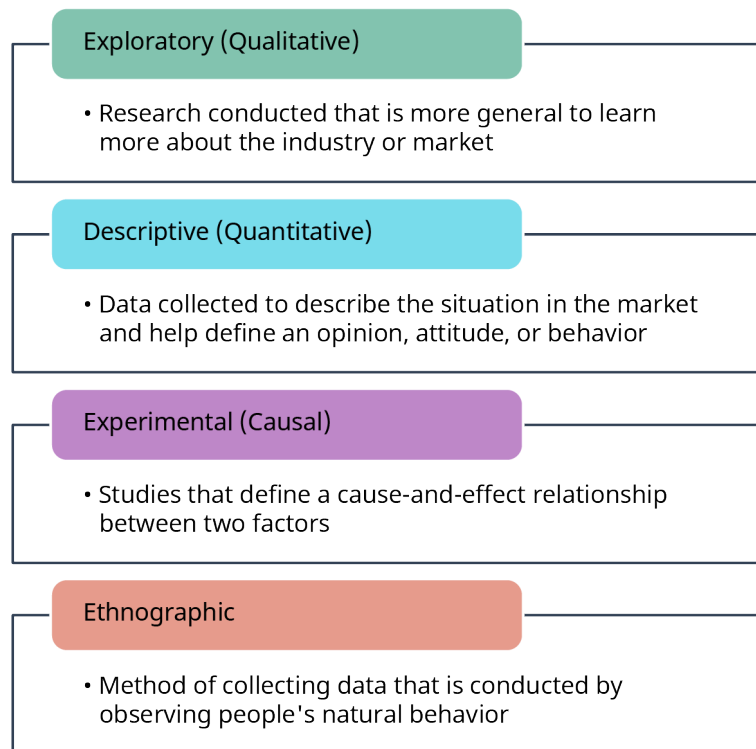 Exploratory (Qualitative)
• Research conducted that is more general to learn
more about the industry or market
Descriptive (Quantitative)
• Data collected to describe the situation in the market
and help define an opinion, attitude, or behavior
Experimental (Causal)
• Studies that define a cause-and-effect relationship
between two factors
Ethnographic
• Method of collecting data that is conducted by
observing people's natural behavior